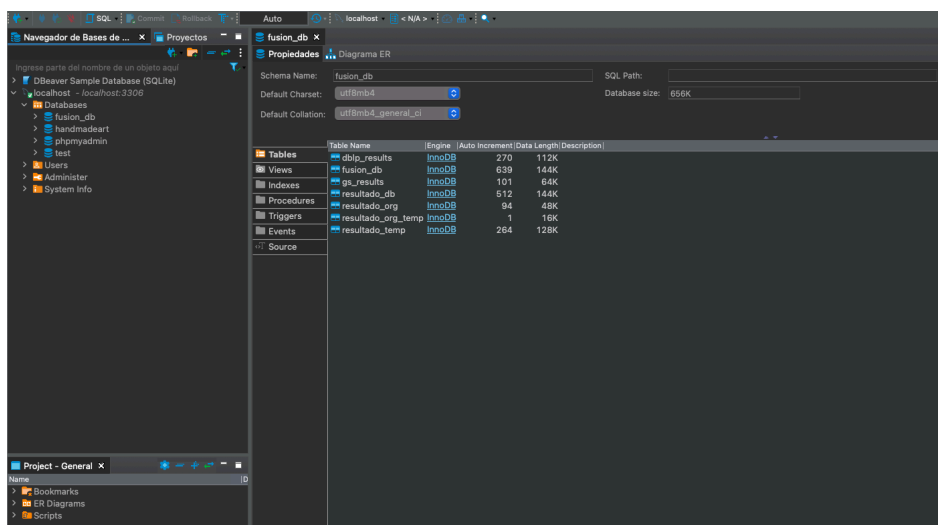 SQL Commit Rollback T Auto localhost < N/A >
Navegador de Bases de ... Proyectos
Ingrese parte del nombre de un objeto aquí
DBeaver Sample Database (SQLite)
localhost - localhost:3306
Databases
fusion_db
handmadeart
phpmyadmin
test
Users
Administer
System Info
Project - General
Name D
Bookmarks
ER Diagrams
Scripts
fusion_db
Propiedades Diagrama ER
Schema Name: fusion_db SQL Path:
Default Charset: utf8mb4 Database size: 656K
Default Collation: utf8mb4_general_ci
Tables
Views
Indexes
Procedures
Triggers
Events
Source
Table Name Engine Auto Increment Data Length Description
dblp_results InnoDB 270 112K
fusion_db InnoDB 639 144K
gs_results InnoDB 101 64K
resultado_db InnoDB 512 144K
resultado_org InnoDB 94 48K
resultado_org_temp InnoDB 1 16K
resultado_temp InnoDB 264 128K